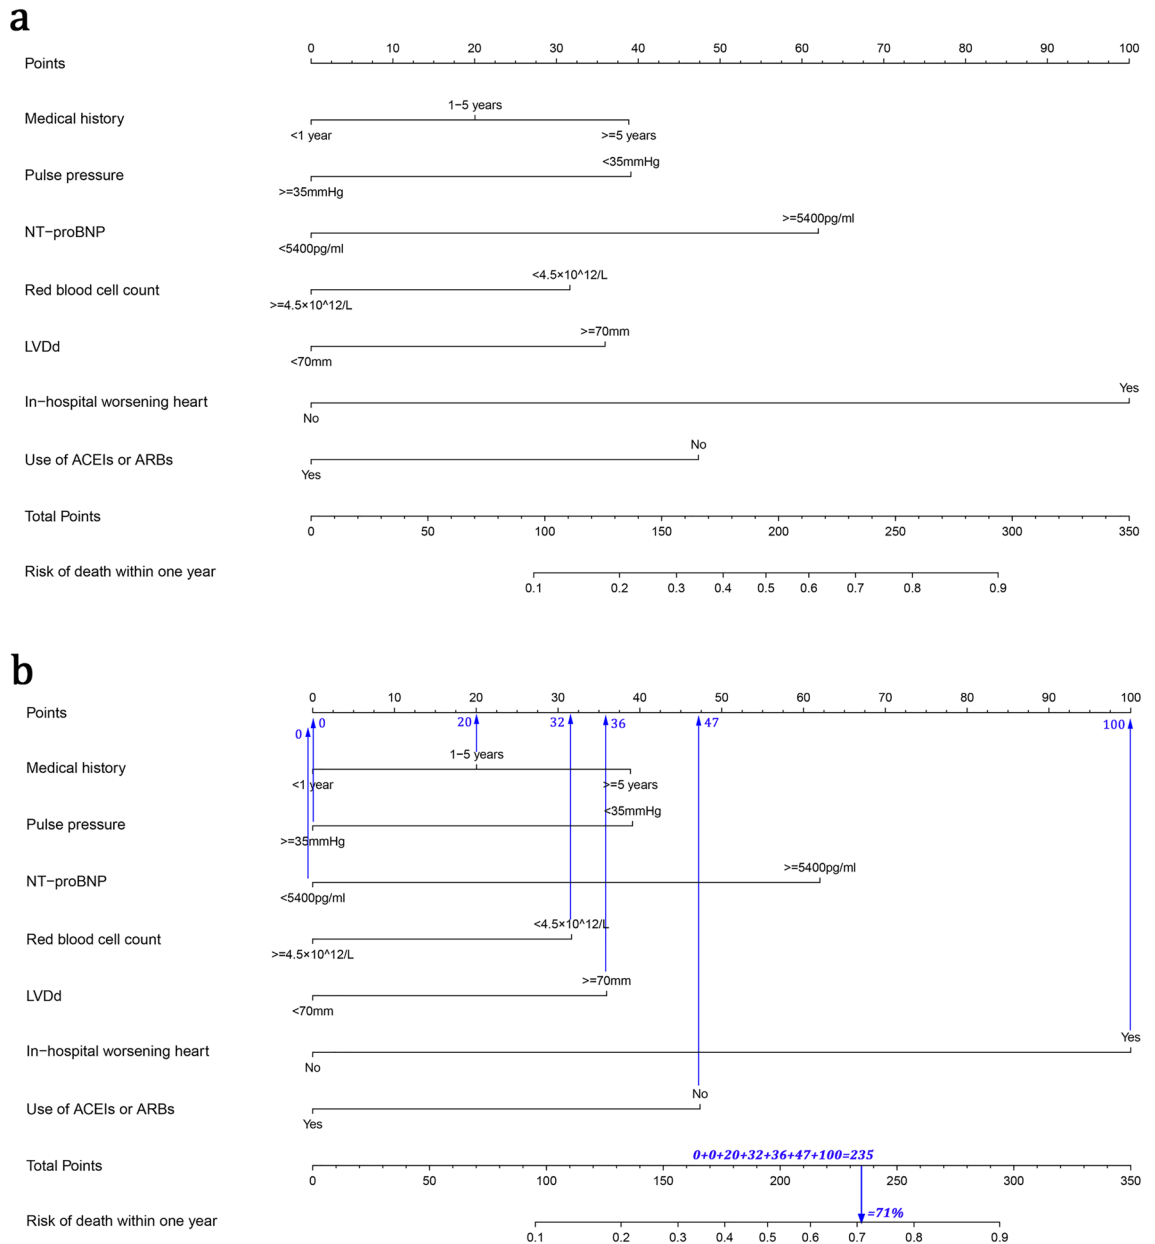 a
0 10 20 30 40 50 60 70 80 90 100
Points
1−5 years
Medical history
<1 year >=5 years
<35mmHg
Pulse pressure
>=35mmHg
>=5400pg/ml
NT−proBNP
<5400pg/ml
<4.5×10^12/L
Red blood cell count
>=4.5×10^12/L
>=70mm
LVDd
<70mm
Yes
In−hospital worsening heart
No
No
Use of ACEIs or ARBs
Yes
Total Points
0 50 100 150 200 250 300 350
Risk of death within one year
0.1 0.2 0.3 0.4 0.5 0.6 0.7 0.8 0.9
b
0 10 20 30 40 50 60 70 80 90 100
Points
0 0 20 32 36 47 100
1−5 years
Medical history
<1 year >=5 years
<35mmHg
Pulse pressure
>=35mmHg
>=5400pg/ml
NT−proBNP
<5400pg/ml
<4.5×10^12/L
Red blood cell count
>=4.5×10^12/L
>=70mm
LVDd
<70mm
Yes
In−hospital worsening heart
No
No
Use of ACEIs or ARBs
Yes
0+0+20+32+36+47+100=235
Total Points
0 50 100 150 200 250 300 350
=71%
Risk of death within one year
0.1 0.2 0.3 0.4 0.5 0.6 0.7 0.8 0.9